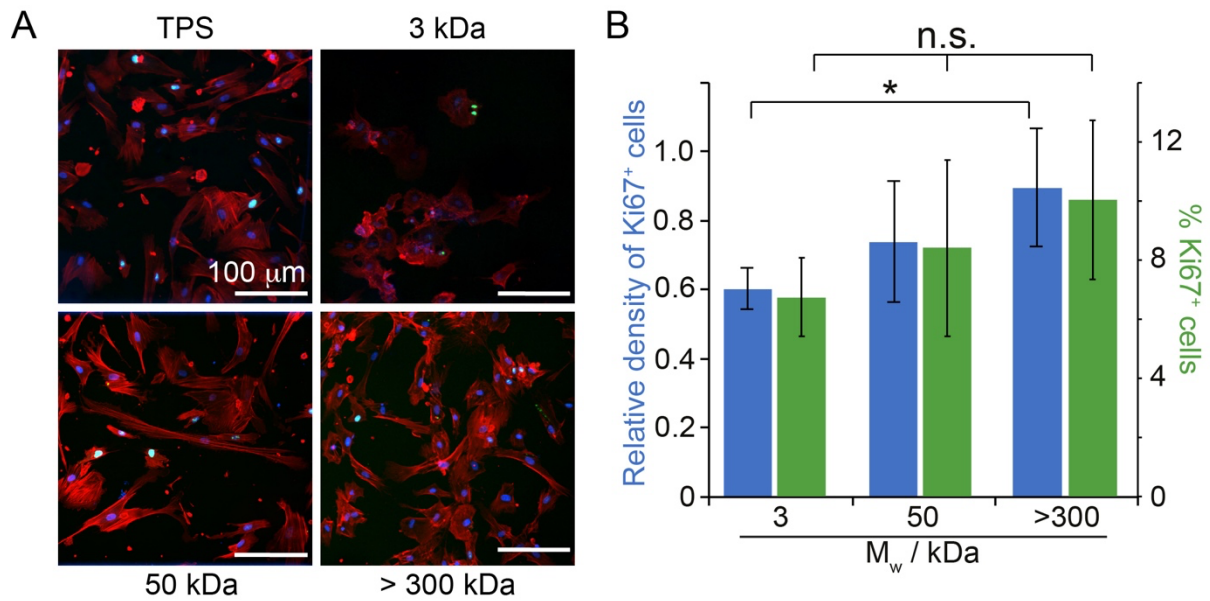 A
TPS
3 kDa
100 μm
50 kDa
> 300 kDa
B
n.s.
*
Relative density of Ki67⁺ cells
1.0
0.8
0.6
0.4
0.2
0
12
8
4
0
% Ki67⁺ cells
3
50
>300
M_w / kDa